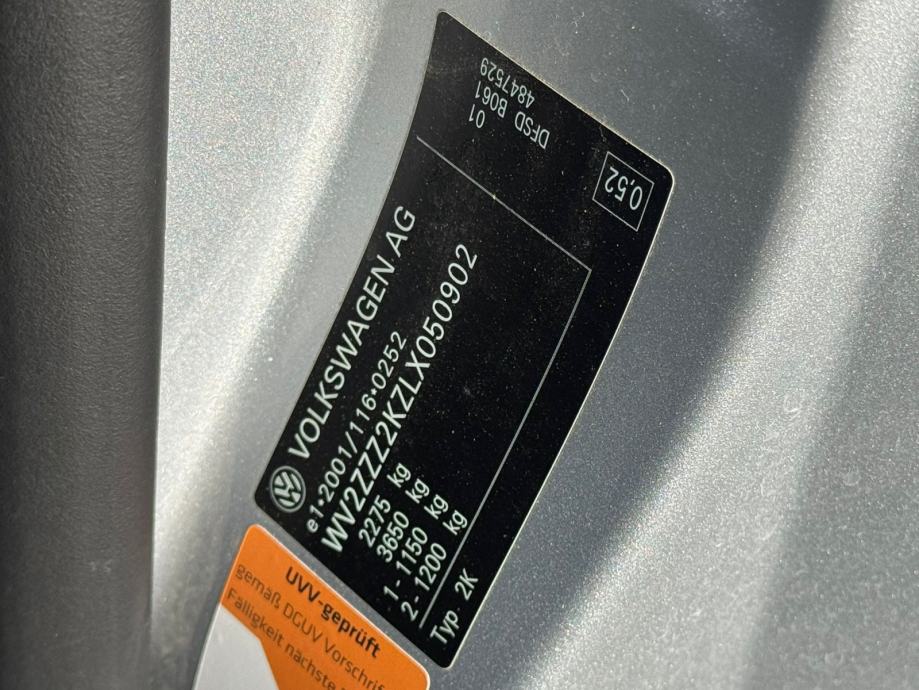 VOLKSWAGEN AG
e1*2001/116*0252
WV2ZZZ2KZLX050902
2275 kg
3650 kg
1- 1150 kg
2- 1200 kg
Typ 2K
01
DFSD B061
4847529
0,52
UVV-geprüft
gemäß DGUV Vorschrif
Fälligkeit nächste